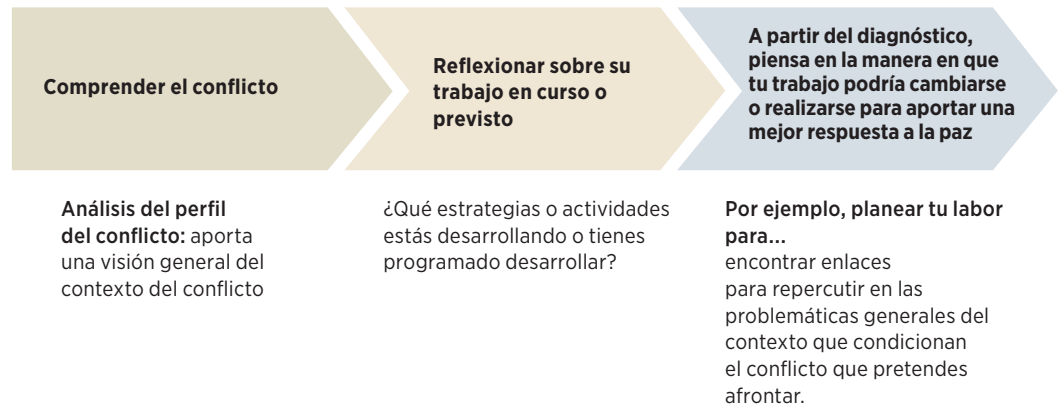 Comprender el conflicto
Reflexionar sobre su
trabajo en curso o
previsto
A partir del diagnóstico,
piensa en la manera en que
tu trabajo podría cambiarse
o realizarse para aportar una
mejor respuesta a la paz
Análisis del perfil
del conflicto: aporta
una visión general del
contexto del conflicto
¿Qué estrategias o actividades
estás desarrollando o tienes
programado desarrollar?
Por ejemplo, planear tu labor
para...
encontrar enlaces
para repercutir en las
problemáticas generales del
contexto que condicionan
el conflicto que pretendes
afrontar.